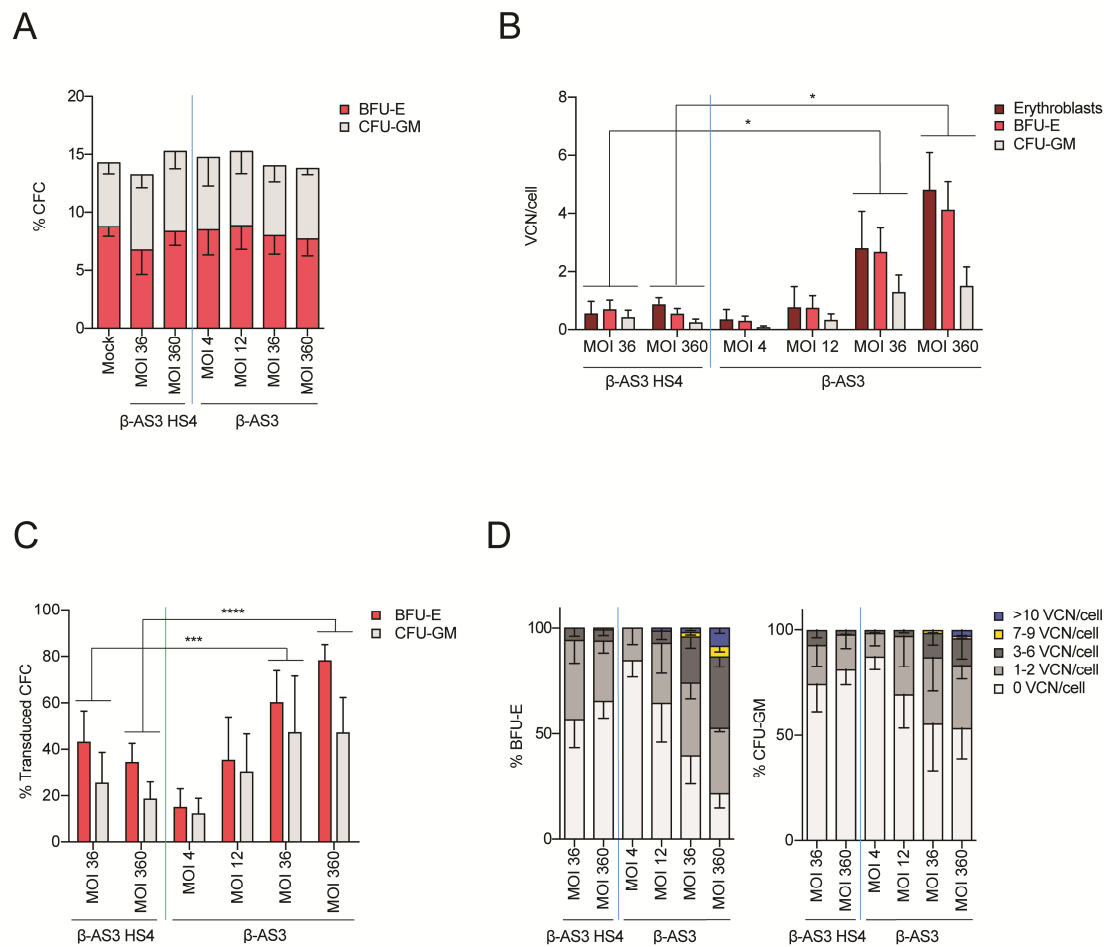 A
20
15
10
5
0
% CFC
BFU-E
CFU-GM
Mock
MOI 36
MOI 360
MOI 4
MOI 12
MOI 36
MOI 360
β-AS3 HS4
β-AS3
B
8
6
4
2
0
VCN/cell
*
*
Erythroblasts
BFU-E
CFU-GM
MOI 36
MOI 360
MOI 4
MOI 12
MOI 36
MOI 360
β-AS3 HS4
β-AS3
C
100
80
60
40
20
0
% Transduced CFC
****
***
BFU-E
CFU-GM
MOI 36
MOI 360
MOI 4
MOI 12
MOI 36
MOI 360
β-AS3 HS4
β-AS3
D
100
50
0
% BFU-E
MOI 36
MOI 360
MOI 4
MOI 12
MOI 36
MOI 360
β-AS3 HS4
β-AS3
100
50
0
% CFU-GM
MOI 36
MOI 360
MOI 4
MOI 12
MOI 36
MOI 360
β-AS3 HS4
β-AS3
>10 VCN/cell
7-9 VCN/cell
3-6 VCN/cell
1-2 VCN/cell
0 VCN/cell